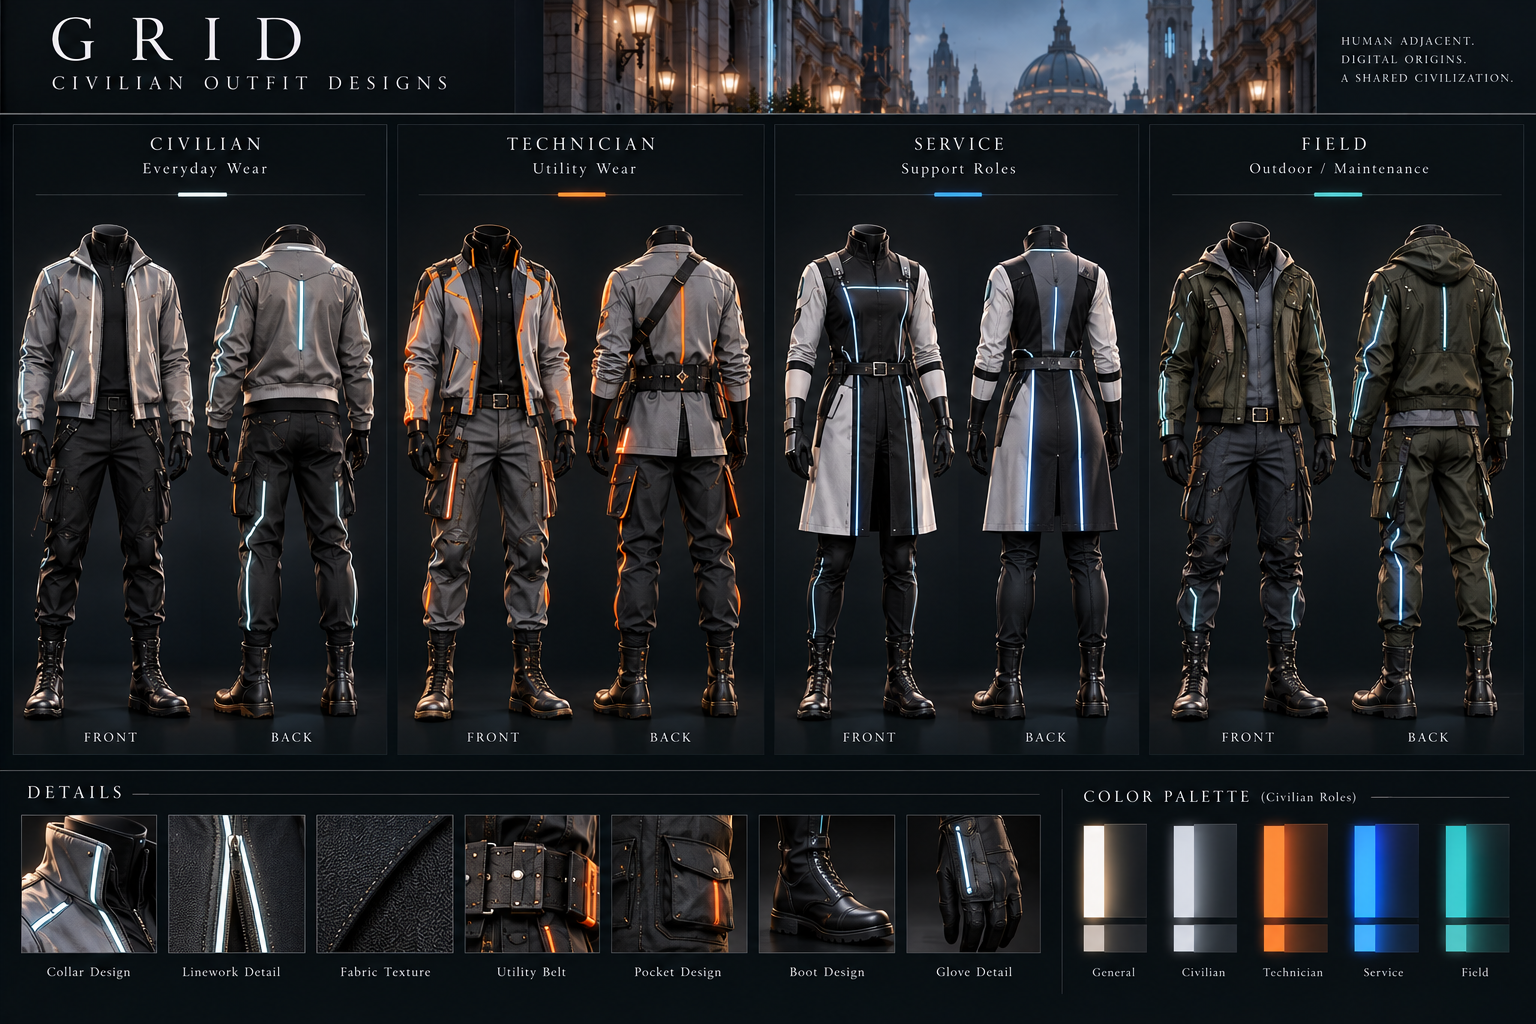 GRID
CIVILIAN OUTFIT DESIGNS
HUMAN ADJACENT.
DIGITAL ORIGINS.
A SHARED CIVILIZATION.
CIVILIAN
Everyday Wear
FRONT
BACK
TECHNICIAN
Utility Wear
FRONT
BACK
SERVICE
Support Roles
FRONT
BACK
FIELD
Outdoor / Maintenance
FRONT
BACK
DETAILS
Collar Design
Linework Detail
Fabric Texture
Utility Belt
Pocket Design
Boot Design
Glove Detail
COLOR PALETTE (Civilian Roles)
General
Civilian
Technician
Service
Field